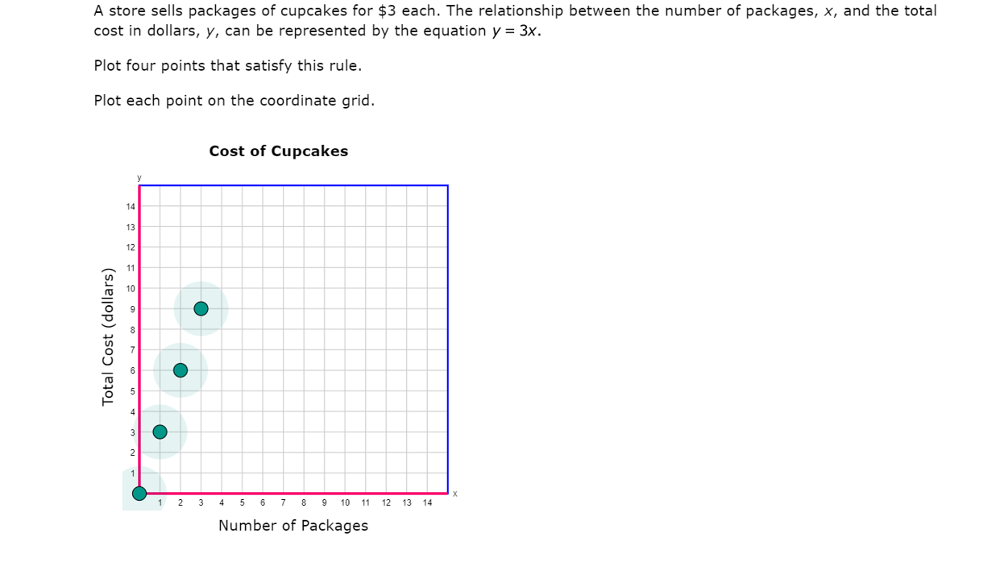 A store sells packages of cupcakes for $3 each. The relationship between the number of packages, x, and the total
cost in dollars, y, can be represented by the equation y = 3x.
Plot four points that satisfy this rule.
Plot each point on the coordinate grid.
Cost of Cupcakes
y
14
13
12
11
10
9
8
7
6
5
4
3
2
1
Total Cost (dollars)
x
1 2 3 4 5 6 7 8 9 10 11 12 13 14
Number of Packages